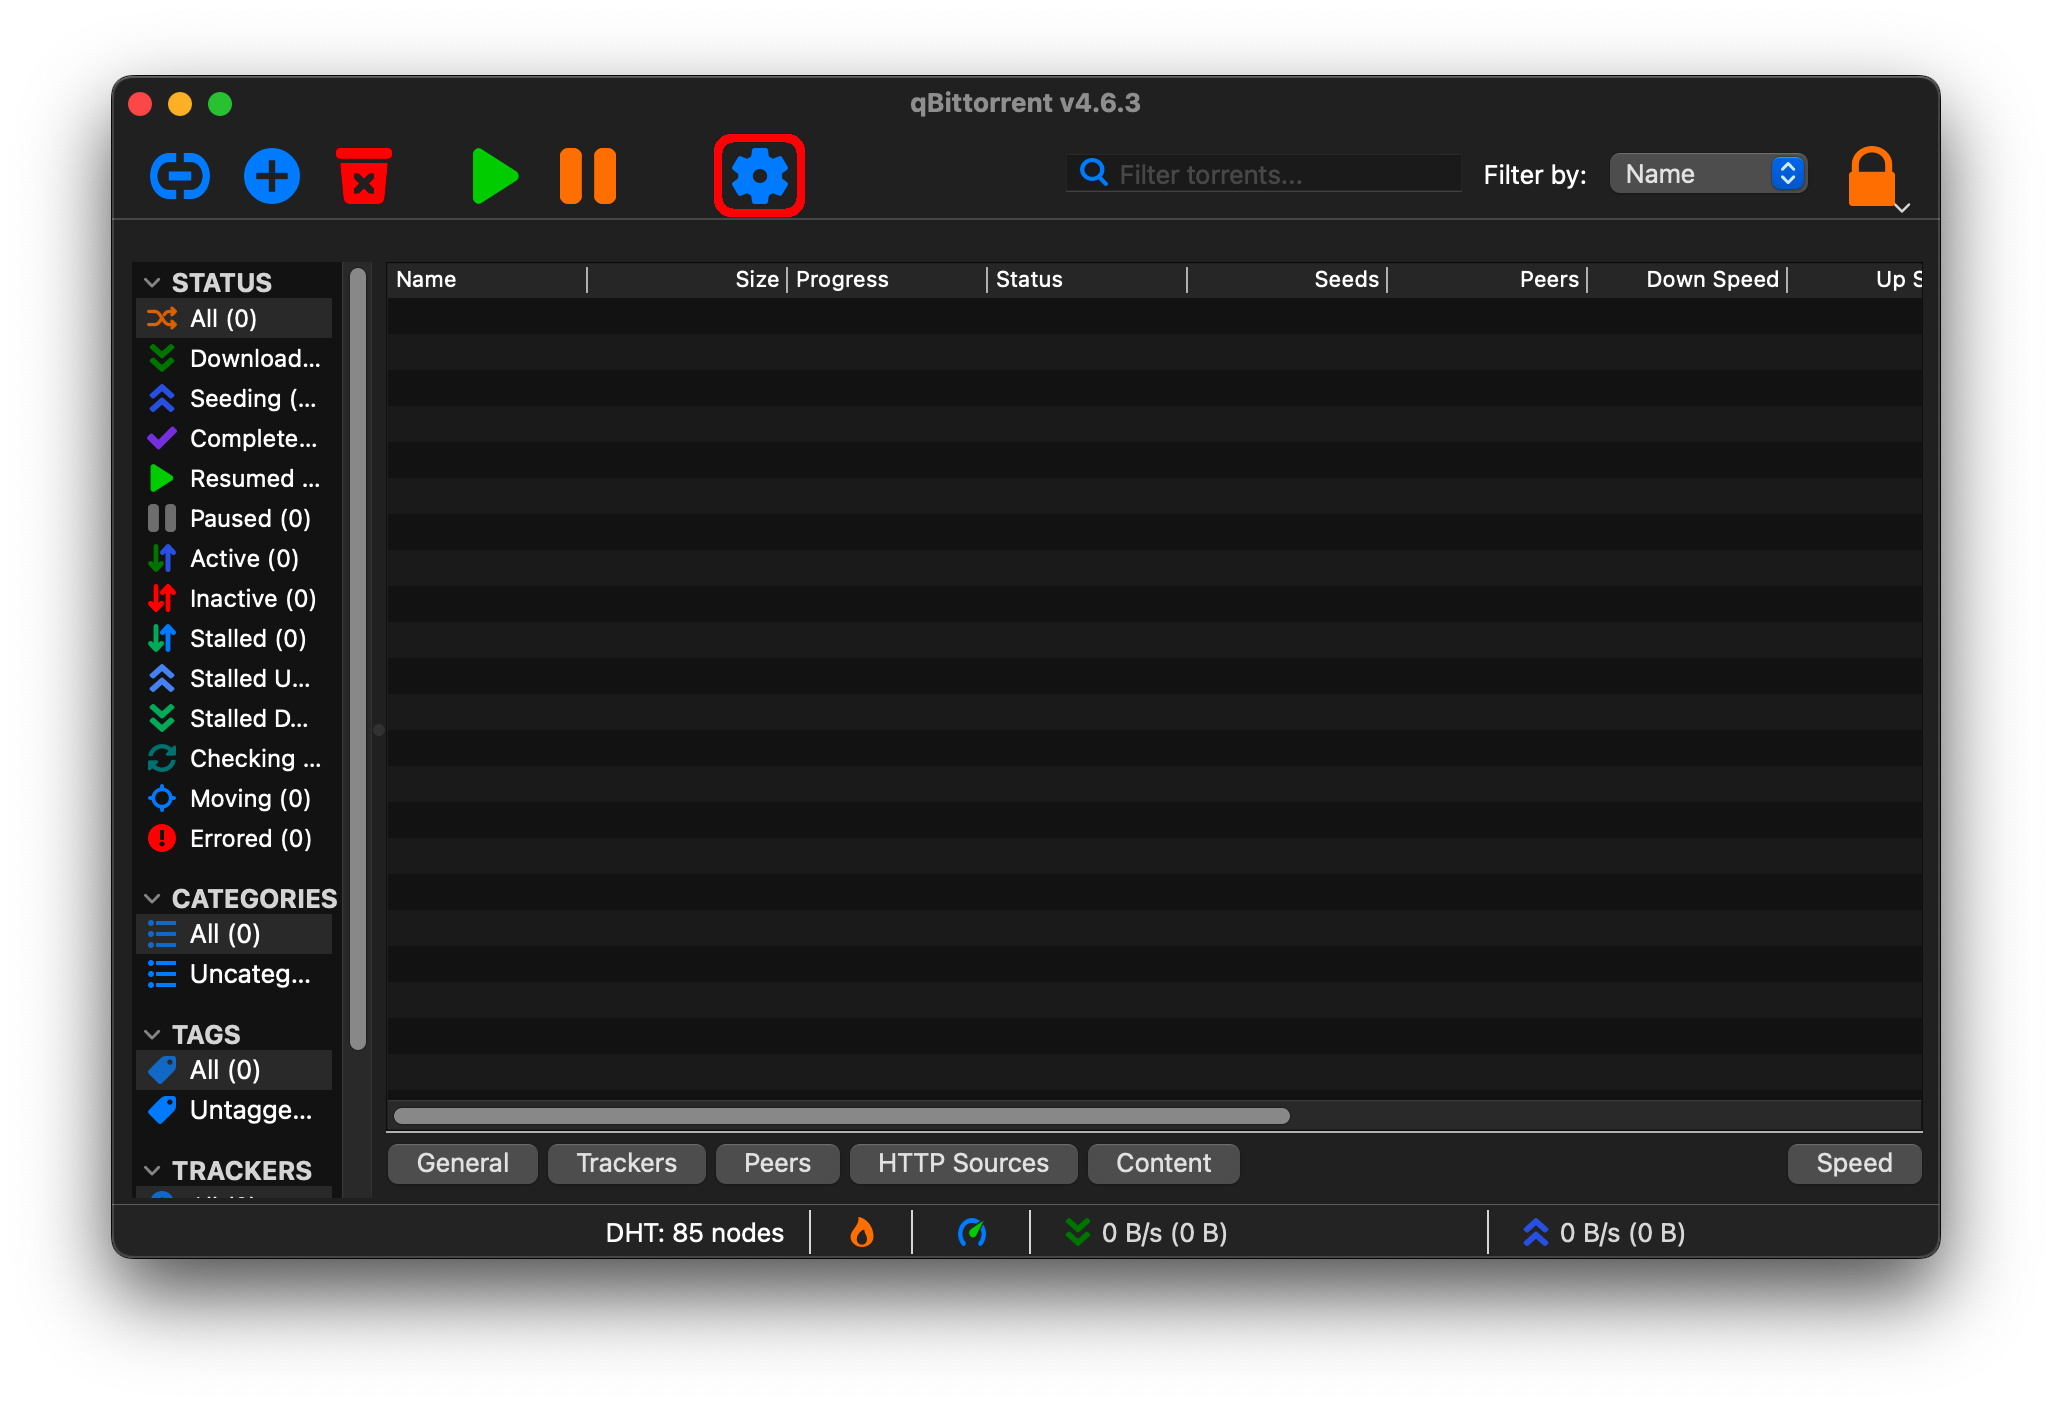 qBittorrent v4.6.3
Filter torrents...
Filter by:
Name
STATUS
All (0)
Download...
Seeding (...
Complete...
Resumed ...
Paused (0)
Active (0)
Inactive (0)
Stalled (0)
Stalled U...
Stalled D...
Checking ...
Moving (0)
Errored (0)
CATEGORIES
All (0)
Uncateg...
TAGS
All (0)
Untagge...
TRACKERS
Name Size Progress Status Seeds Peers Down Speed Up S
General Trackers Peers HTTP Sources Content Speed
DHT: 85 nodes 0 B/s (0 B) 0 B/s (0 B)